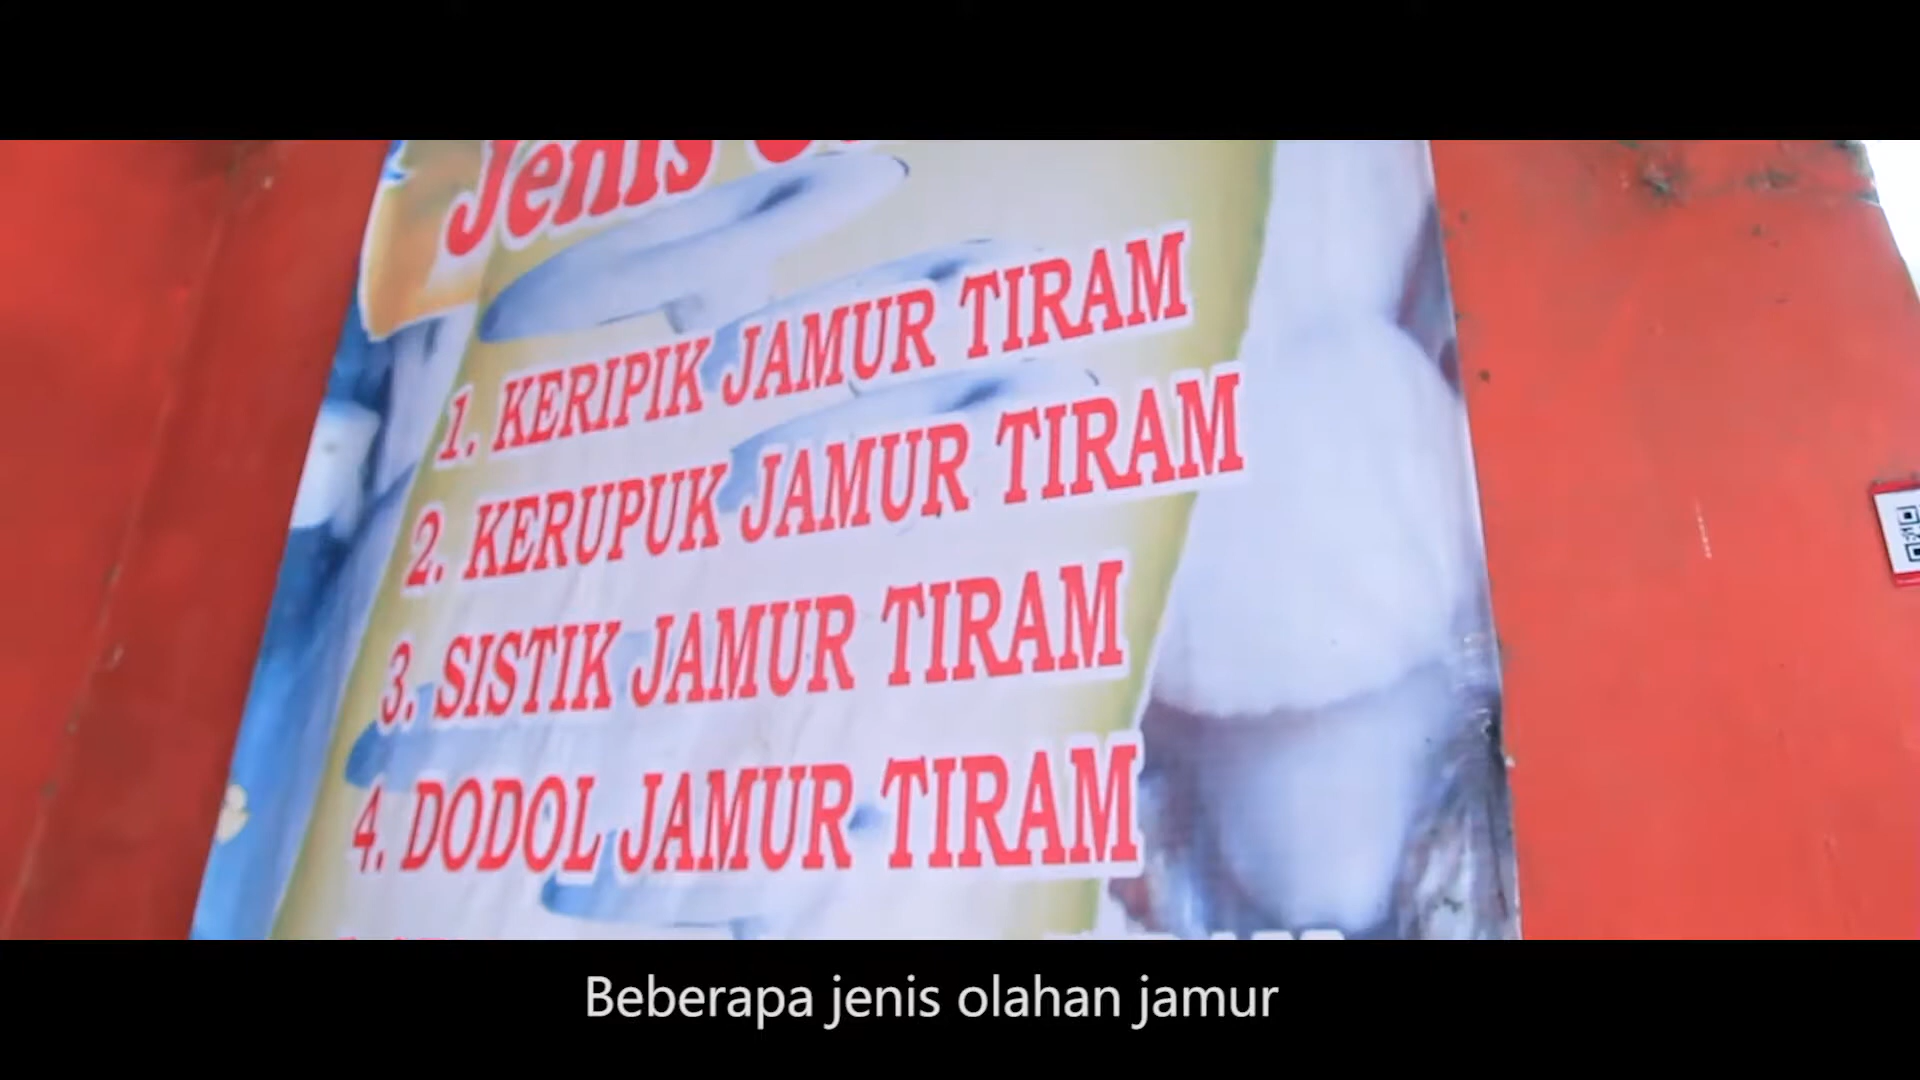 Jenis
1. KERIPIK JAMUR TIRAM
2. KERUPUK JAMUR TIRAM
3. SISTIK JAMUR TIRAM
4. DODOL JAMUR TIRAM
Beberapa jenis olahan jamur